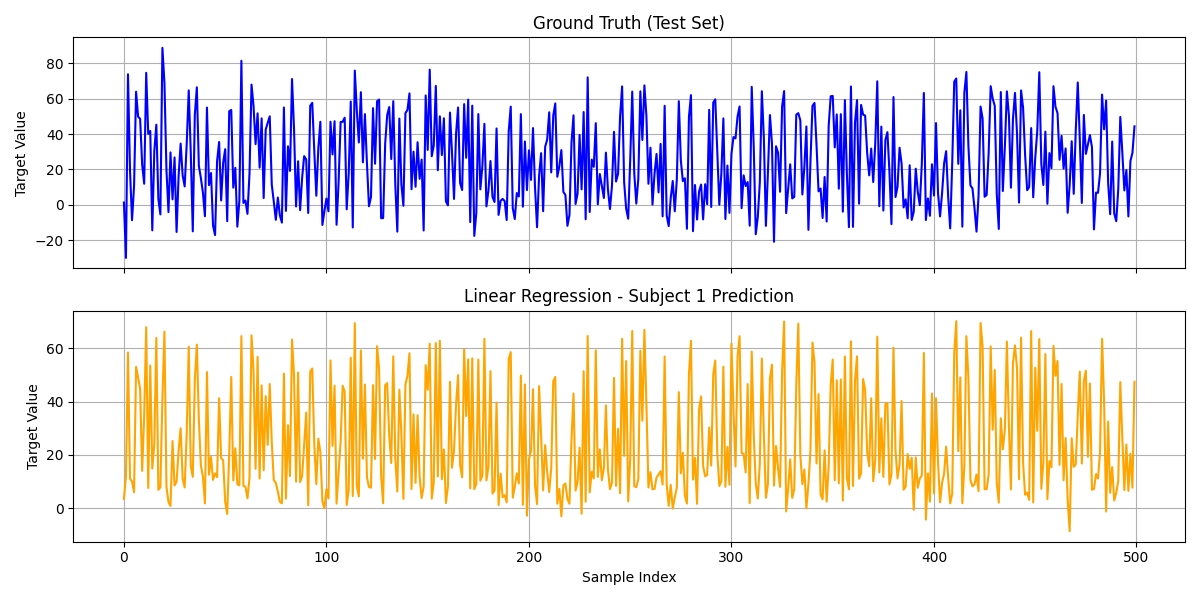 Ground Truth (Test Set)
Target Value
80
60
40
20
0
−20
Linear Regression - Subject 1 Prediction
Target Value
60
40
20
0
0 100 200 300 400 500
Sample Index